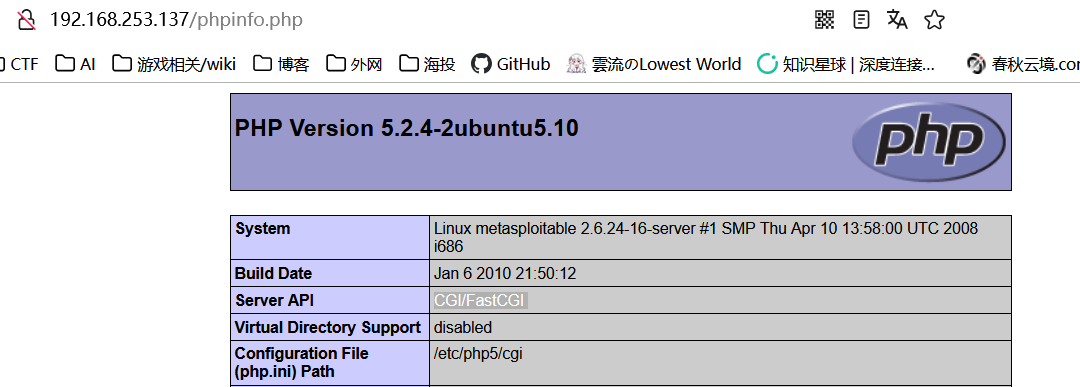 192.168.253.137/phpinfo.php
CTF AI 游戏相关/wiki 博客 外网 海投 GitHub 雲流のLowest World 知识星球 | 深度连接... 春秋云境.com
PHP Version 5.2.4-2ubuntu5.10
php
System Linux metasploitable 2.6.24-16-server #1 SMP Thu Apr 10 13:58:00 UTC 2008
i686
Build Date Jan 6 2010 21:50:12
Server API CGI/FastCGI
Virtual Directory Support disabled
Configuration File /etc/php5/cgi
(php.ini) Path